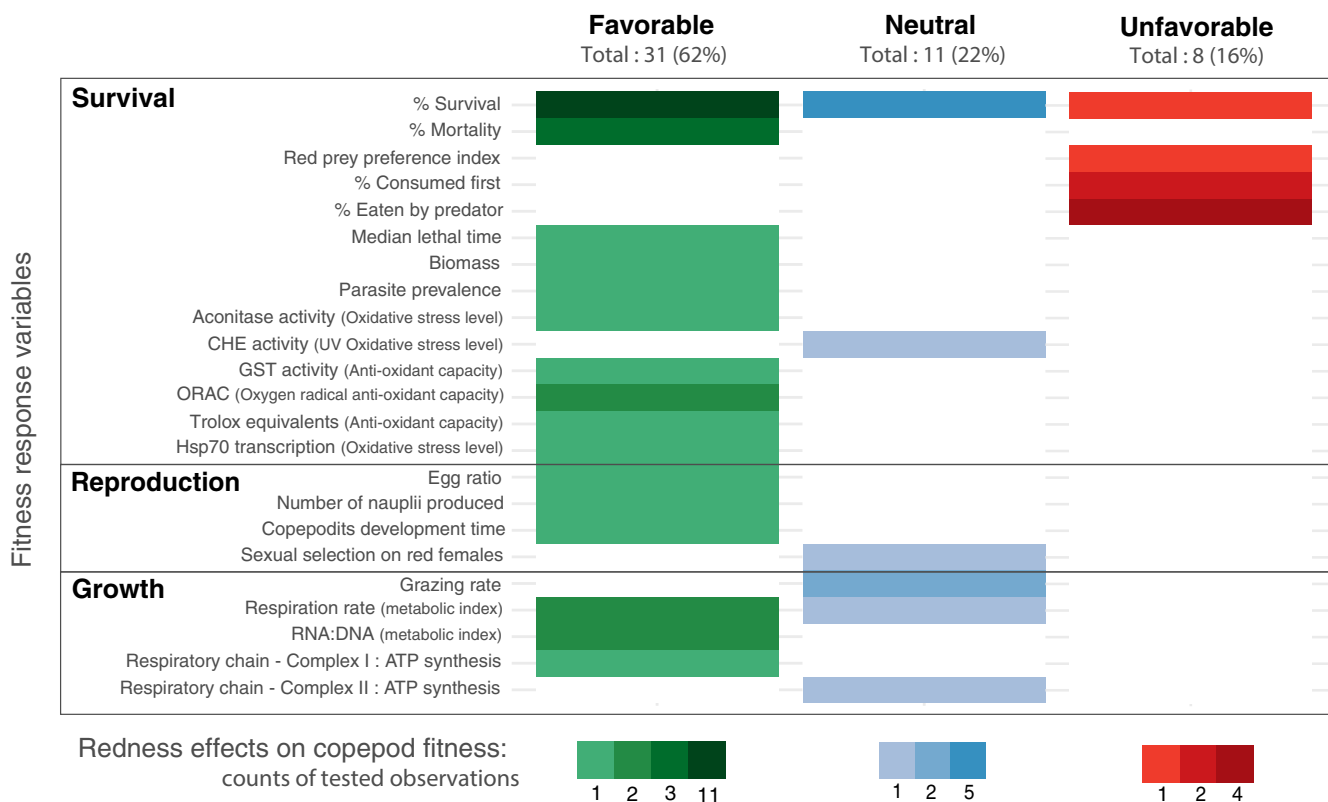 Favorable Neutral Unfavorable
Total : 31 (62%) Total : 11 (22%) Total : 8 (16%)
Fitness response variables
Survival
% Survival
% Mortality
Red prey preference index
% Consumed first
% Eaten by predator
Median lethal time
Biomass
Parasite prevalence
Aconitase activity (Oxidative stress level)
CHE activity (UV Oxidative stress level)
GST activity (Anti-oxidant capacity)
ORAC (Oxygen radical anti-oxidant capacity)
Trolox equivalents (Anti-oxidant capacity)
Hsp70 transcription (Oxidative stress level)
Reproduction
Egg ratio
Number of nauplii produced
Copepodits development time
Sexual selection on red females
Growth
Grazing rate
Respiration rate (metabolic index)
RNA:DNA (metabolic index)
Respiratory chain - Complex I : ATP synthesis
Respiratory chain - Complex II : ATP synthesis
Redness effects on copepod fitness:
counts of tested observations
1 2 3 11 1 2 5 1 2 4